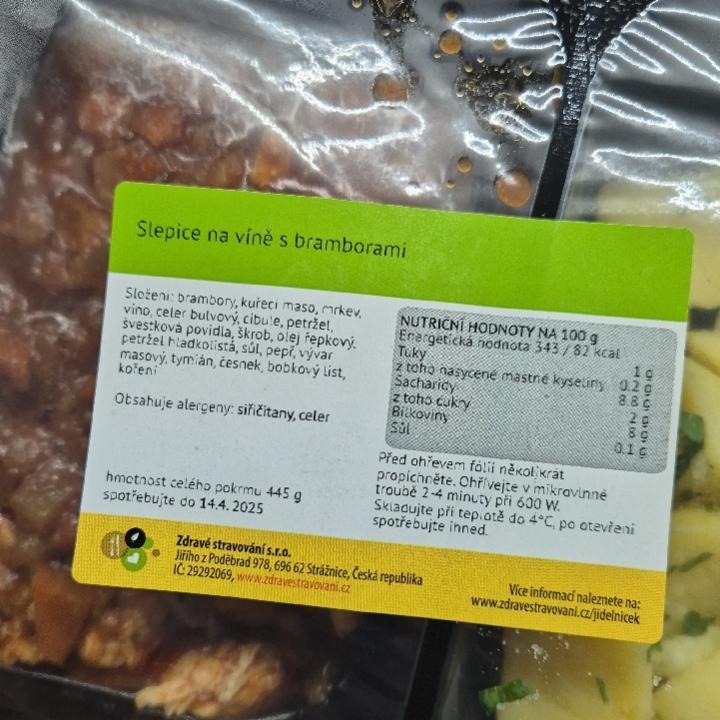 Slepice na víně s bramborami
Složení: brambory, kuřecí maso, mrkev,
víno, celer bulvový, cibule, petržel,
švestková povidla, škrob, olej řepkový,
petržel hladkolistá, sůl, pepř, vývar
masový, tymián, česnek, bobkový list,
koření
Obsahuje alergeny: siřičitany, celer
hmotnost celého pokrmu 445 g
spotřebujte do 14.4. 2025
NUTRIČNÍ HODNOTY NA 100 g
Energetická hodnota 343 / 82 kcal
Tuky 1 g
z toho nasycené mastné kyseliny 0.2 g
Sacharidy 8.8 g
z toho cukry 2 g
Bílkoviny 8 g
Sůl 0.1 g
Před ohřevem fólii několikrát
propíchněte. Ohřívejte v mikrovlnné
troubě 2-4 minuty při 600 W.
Skladujte při teplotě do 4°C, po otevření
spotřebujte ihned.
Zdravé stravování s.r.o.
Jiřího z Poděbrad 978, 696 62 Strážnice, Česká republika
IČ: 29292069, www.zdravestravovani.cz
Více informací naleznete na:
www.zdravestravovani.cz/jidelnicek